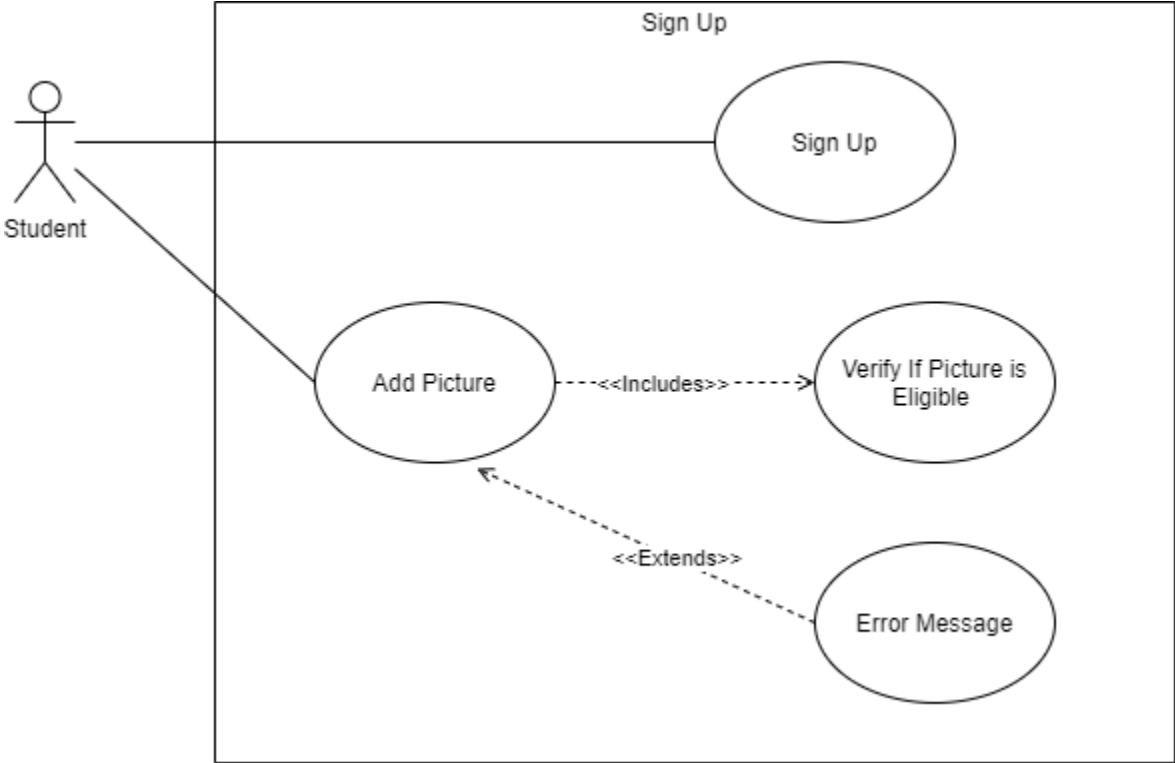 Sign Up
Sign Up
Student
Add Picture
<<Includes>>
Verify If Picture is
Eligible
<<Extends>>
Error Message